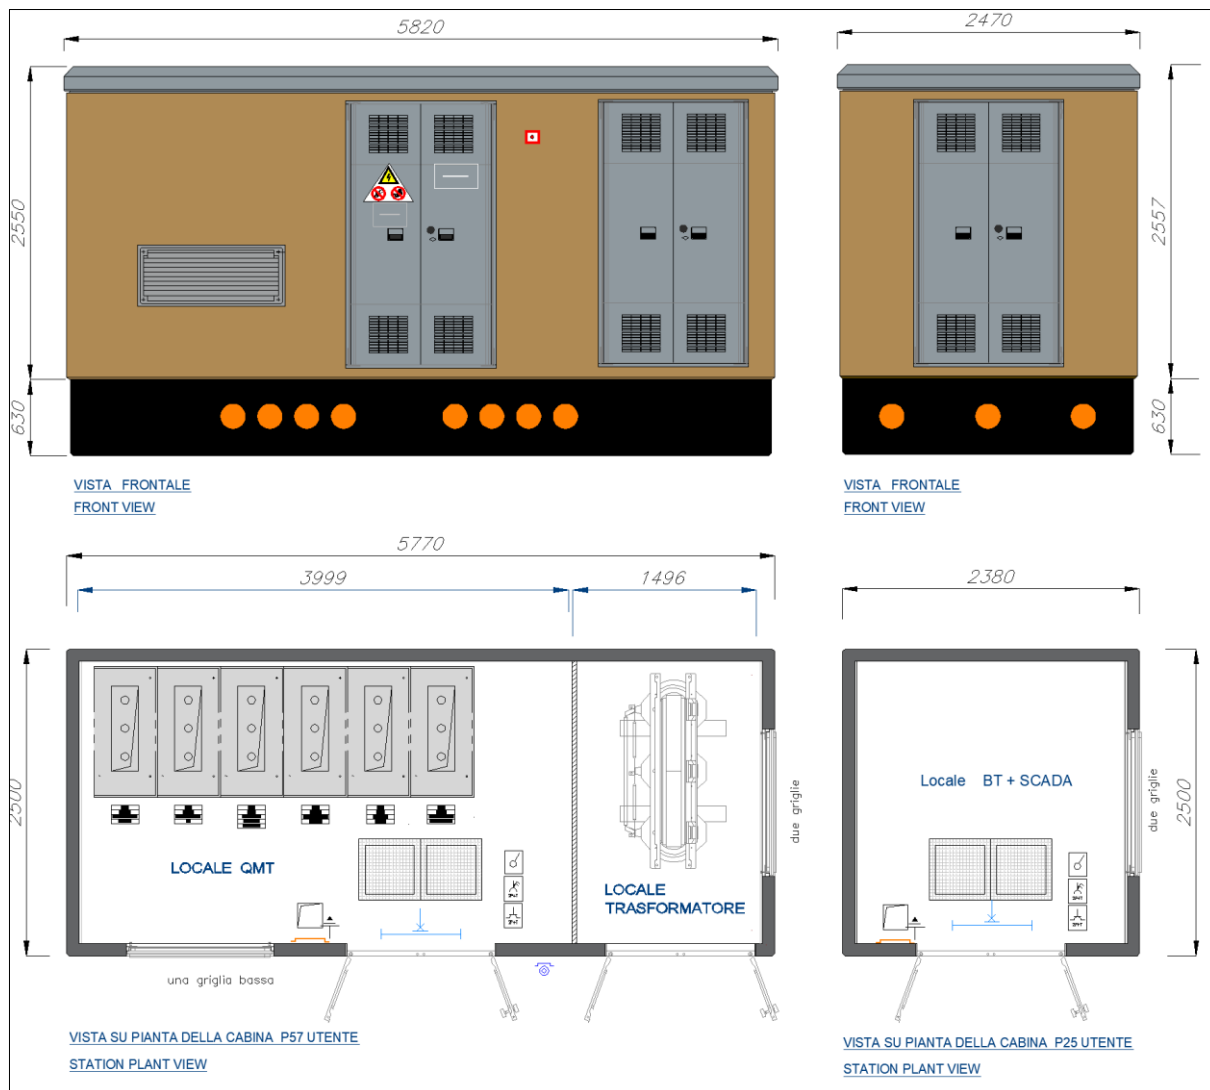 5820
2470
2550
2557
630
630
VISTA FRONTALE
FRONT VIEW
VISTA FRONTALE
FRONT VIEW
5770
3999
1496
2380
2500
2500
due griglie
due griglie
Locale BT + SCADA
LOCALE QMT
LOCALE
TRASFORMATORE
una griglia bassa
VISTA SU PIANTA DELLA CABINA P57 UTENTE
STATION PLANT VIEW
VISTA SU PIANTA DELLA CABINA P25 UTENTE
STATION PLANT VIEW